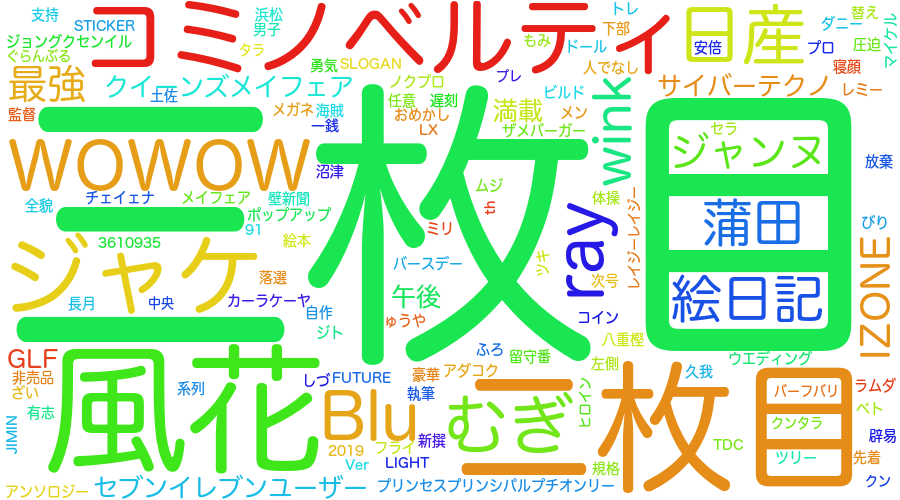 支持
STICKER
コミノベルティ
浜松
男子
トレ
下部
日産
安倍
替え
ダニー
プロ
圧迫
マイケル
ジョングクセンイル
ぐらんぶる
タラ
勇気
SLOGAN
もみ
ドール
人でなし
寝顔
最強
クイーンズメイフェア
土佐
ノクプロ
プレ
ビルド
サイバーテクノ
レミー
監督
メガネ
海賊
任意
遅刻
おめかし
満載
メン
wink
一銭
LX
ザメバーガー
セラ
ジャンヌ
放棄
WOWOW
三枚目
沼津
チェイェナ
メイフェア
壁新聞
ムジ
体操
全貌
ポップアップ
91
th
ray
レイジーレイジー
蒲田
びり
3610935
絵本
ミリ
ジャケ
バースデー
ツキ
落選
次号
絵日記
IZONE
長月
中央
カーラケーヤ
午後
自作
ゅうや
コイン
ジト
八重樫
GLF
風花
ふろ
留守番
左側
ウエディング
非売品
ざい
系列
しづ
FUTURE
豪華
アダコク
久我
二枚目
バーフバリ
ラムダ
執筆
ヒロイン
ベト
有志
Blu
むぎ
クンタラ
JIMIN
新撰
辟易
2019
フライ
TDC
ツリー
先着
Ver
LIGHT
規格
アンソロジー
セブンイレブンユーザー
プリンセスプリンシパルプチオンリー
クン